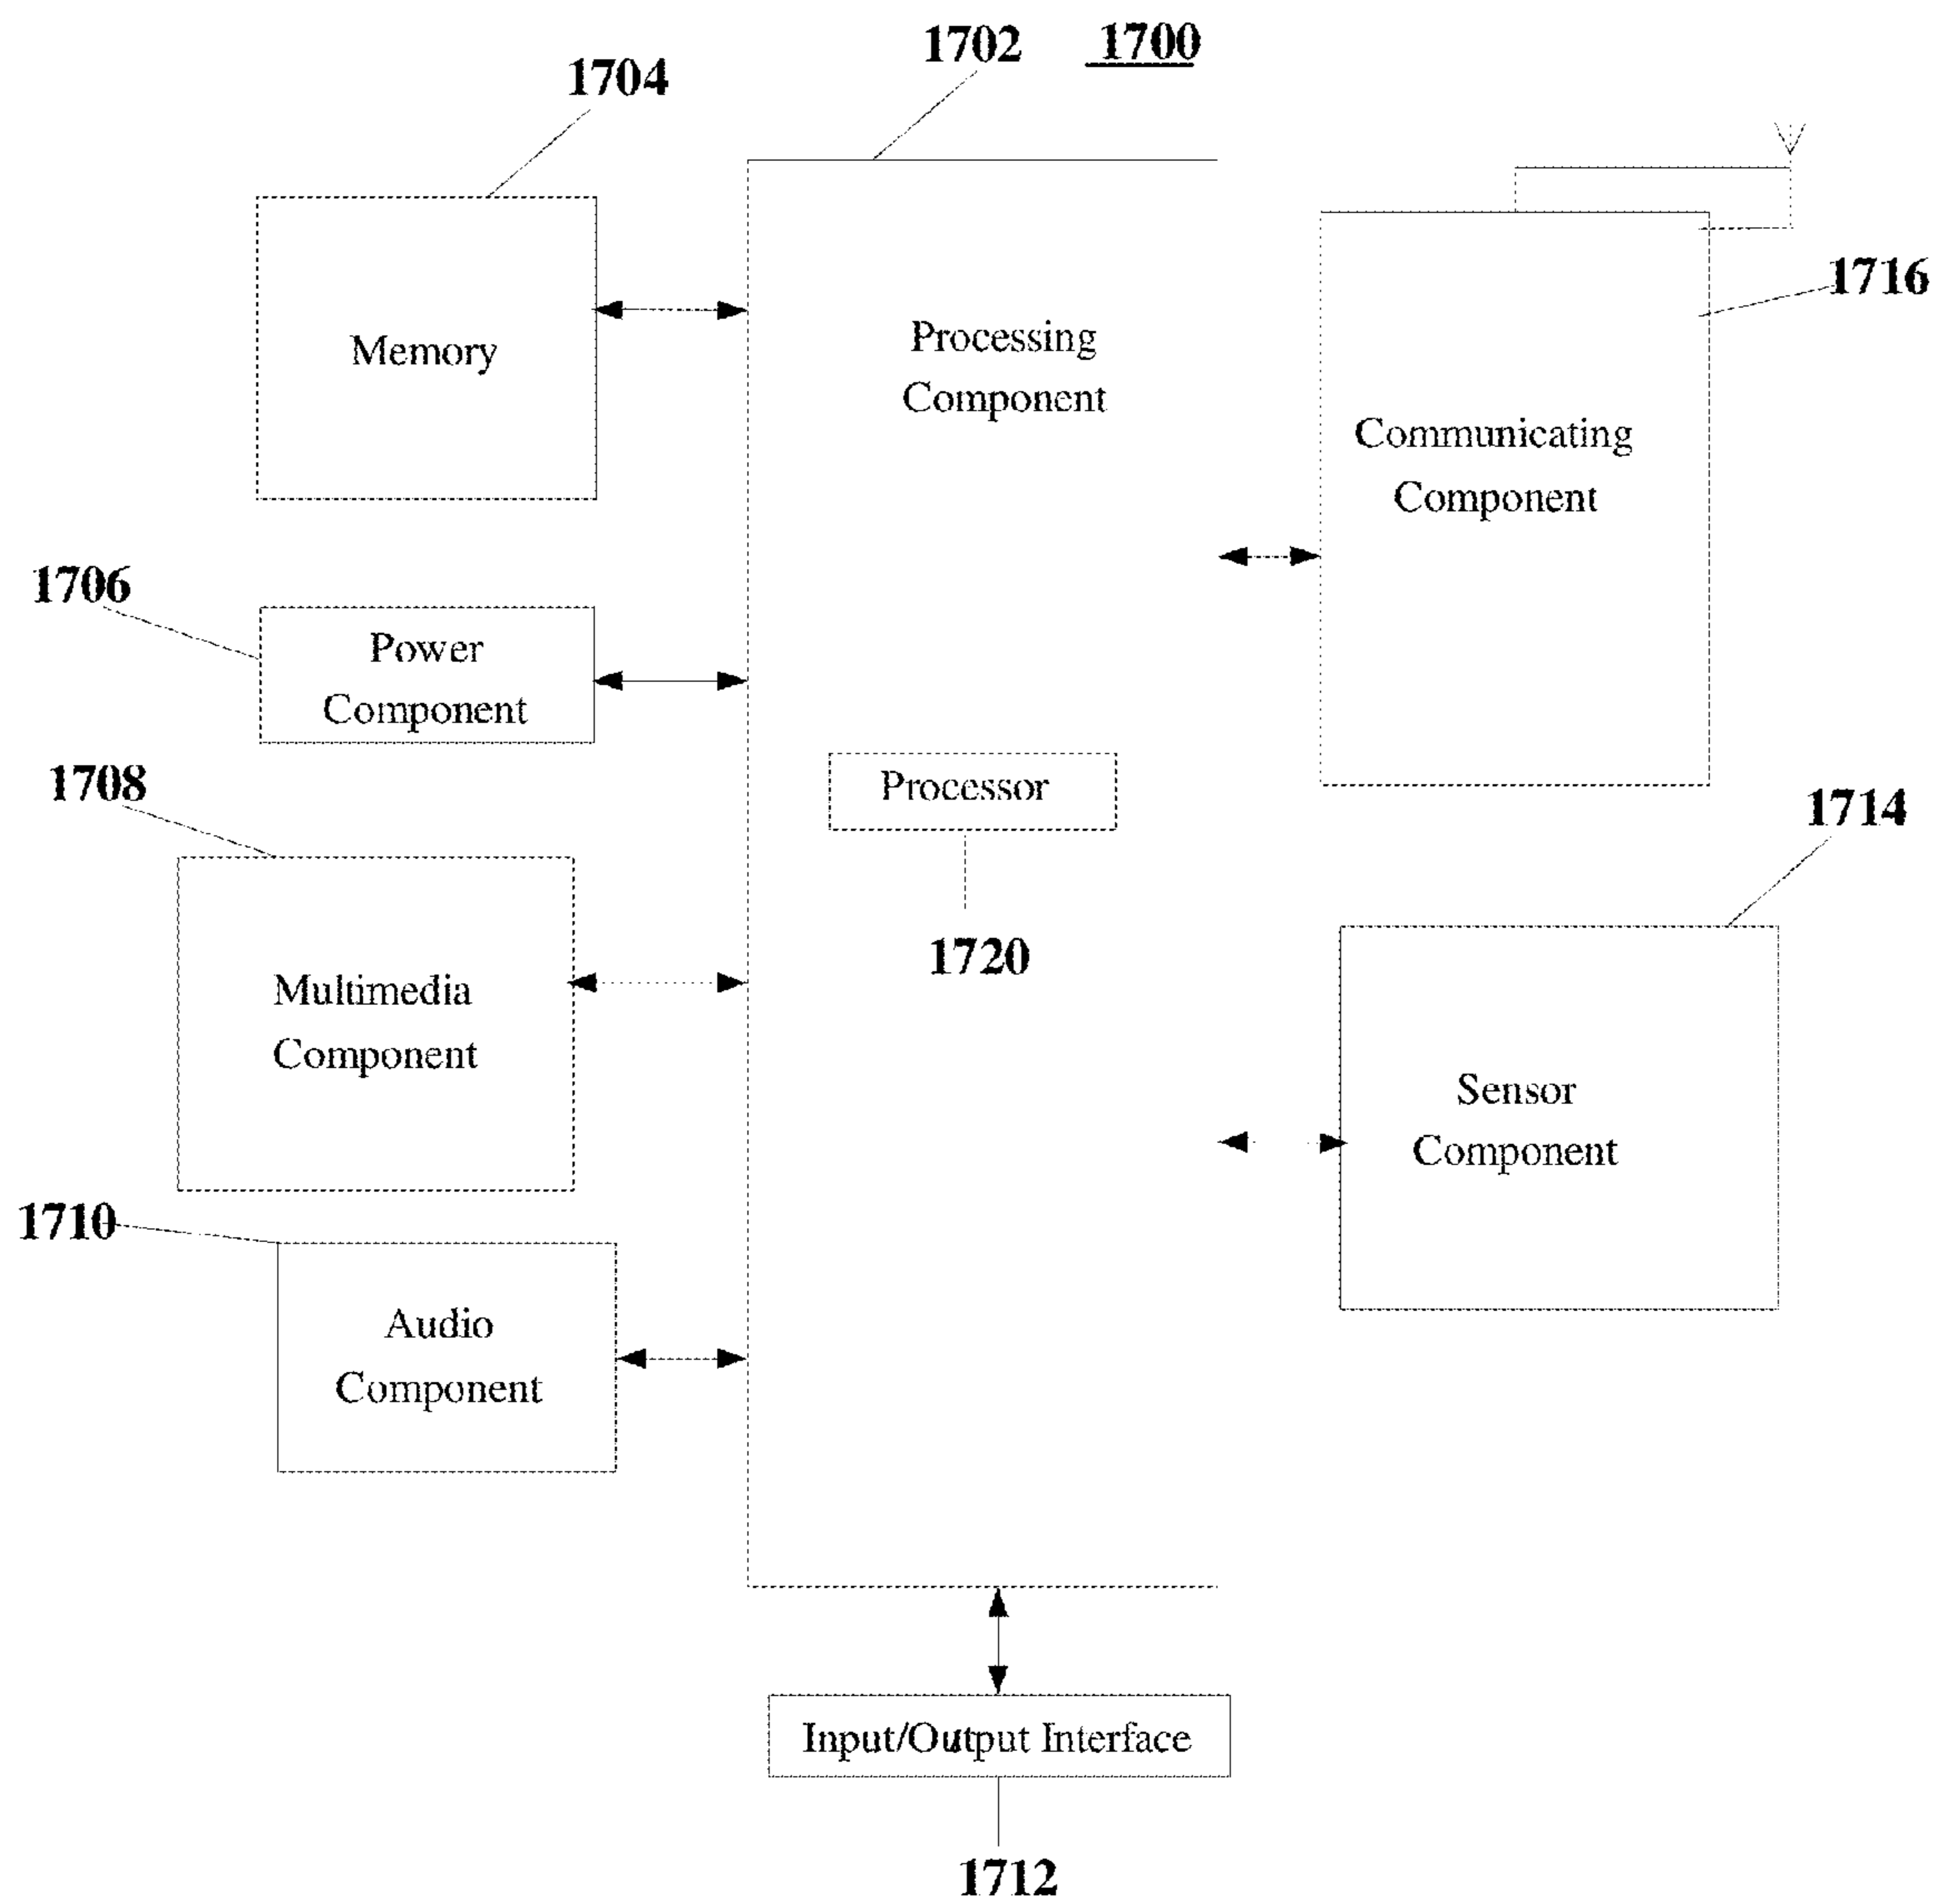 1702
1700
1704
1716
Memory
Processing
Component
Communicating
Component
1706
Power
Component
1708
Processor
1714
1720
Multimedia
Component
Sensor
Component
1710
Audio
Component
Input/Output Interface
1712